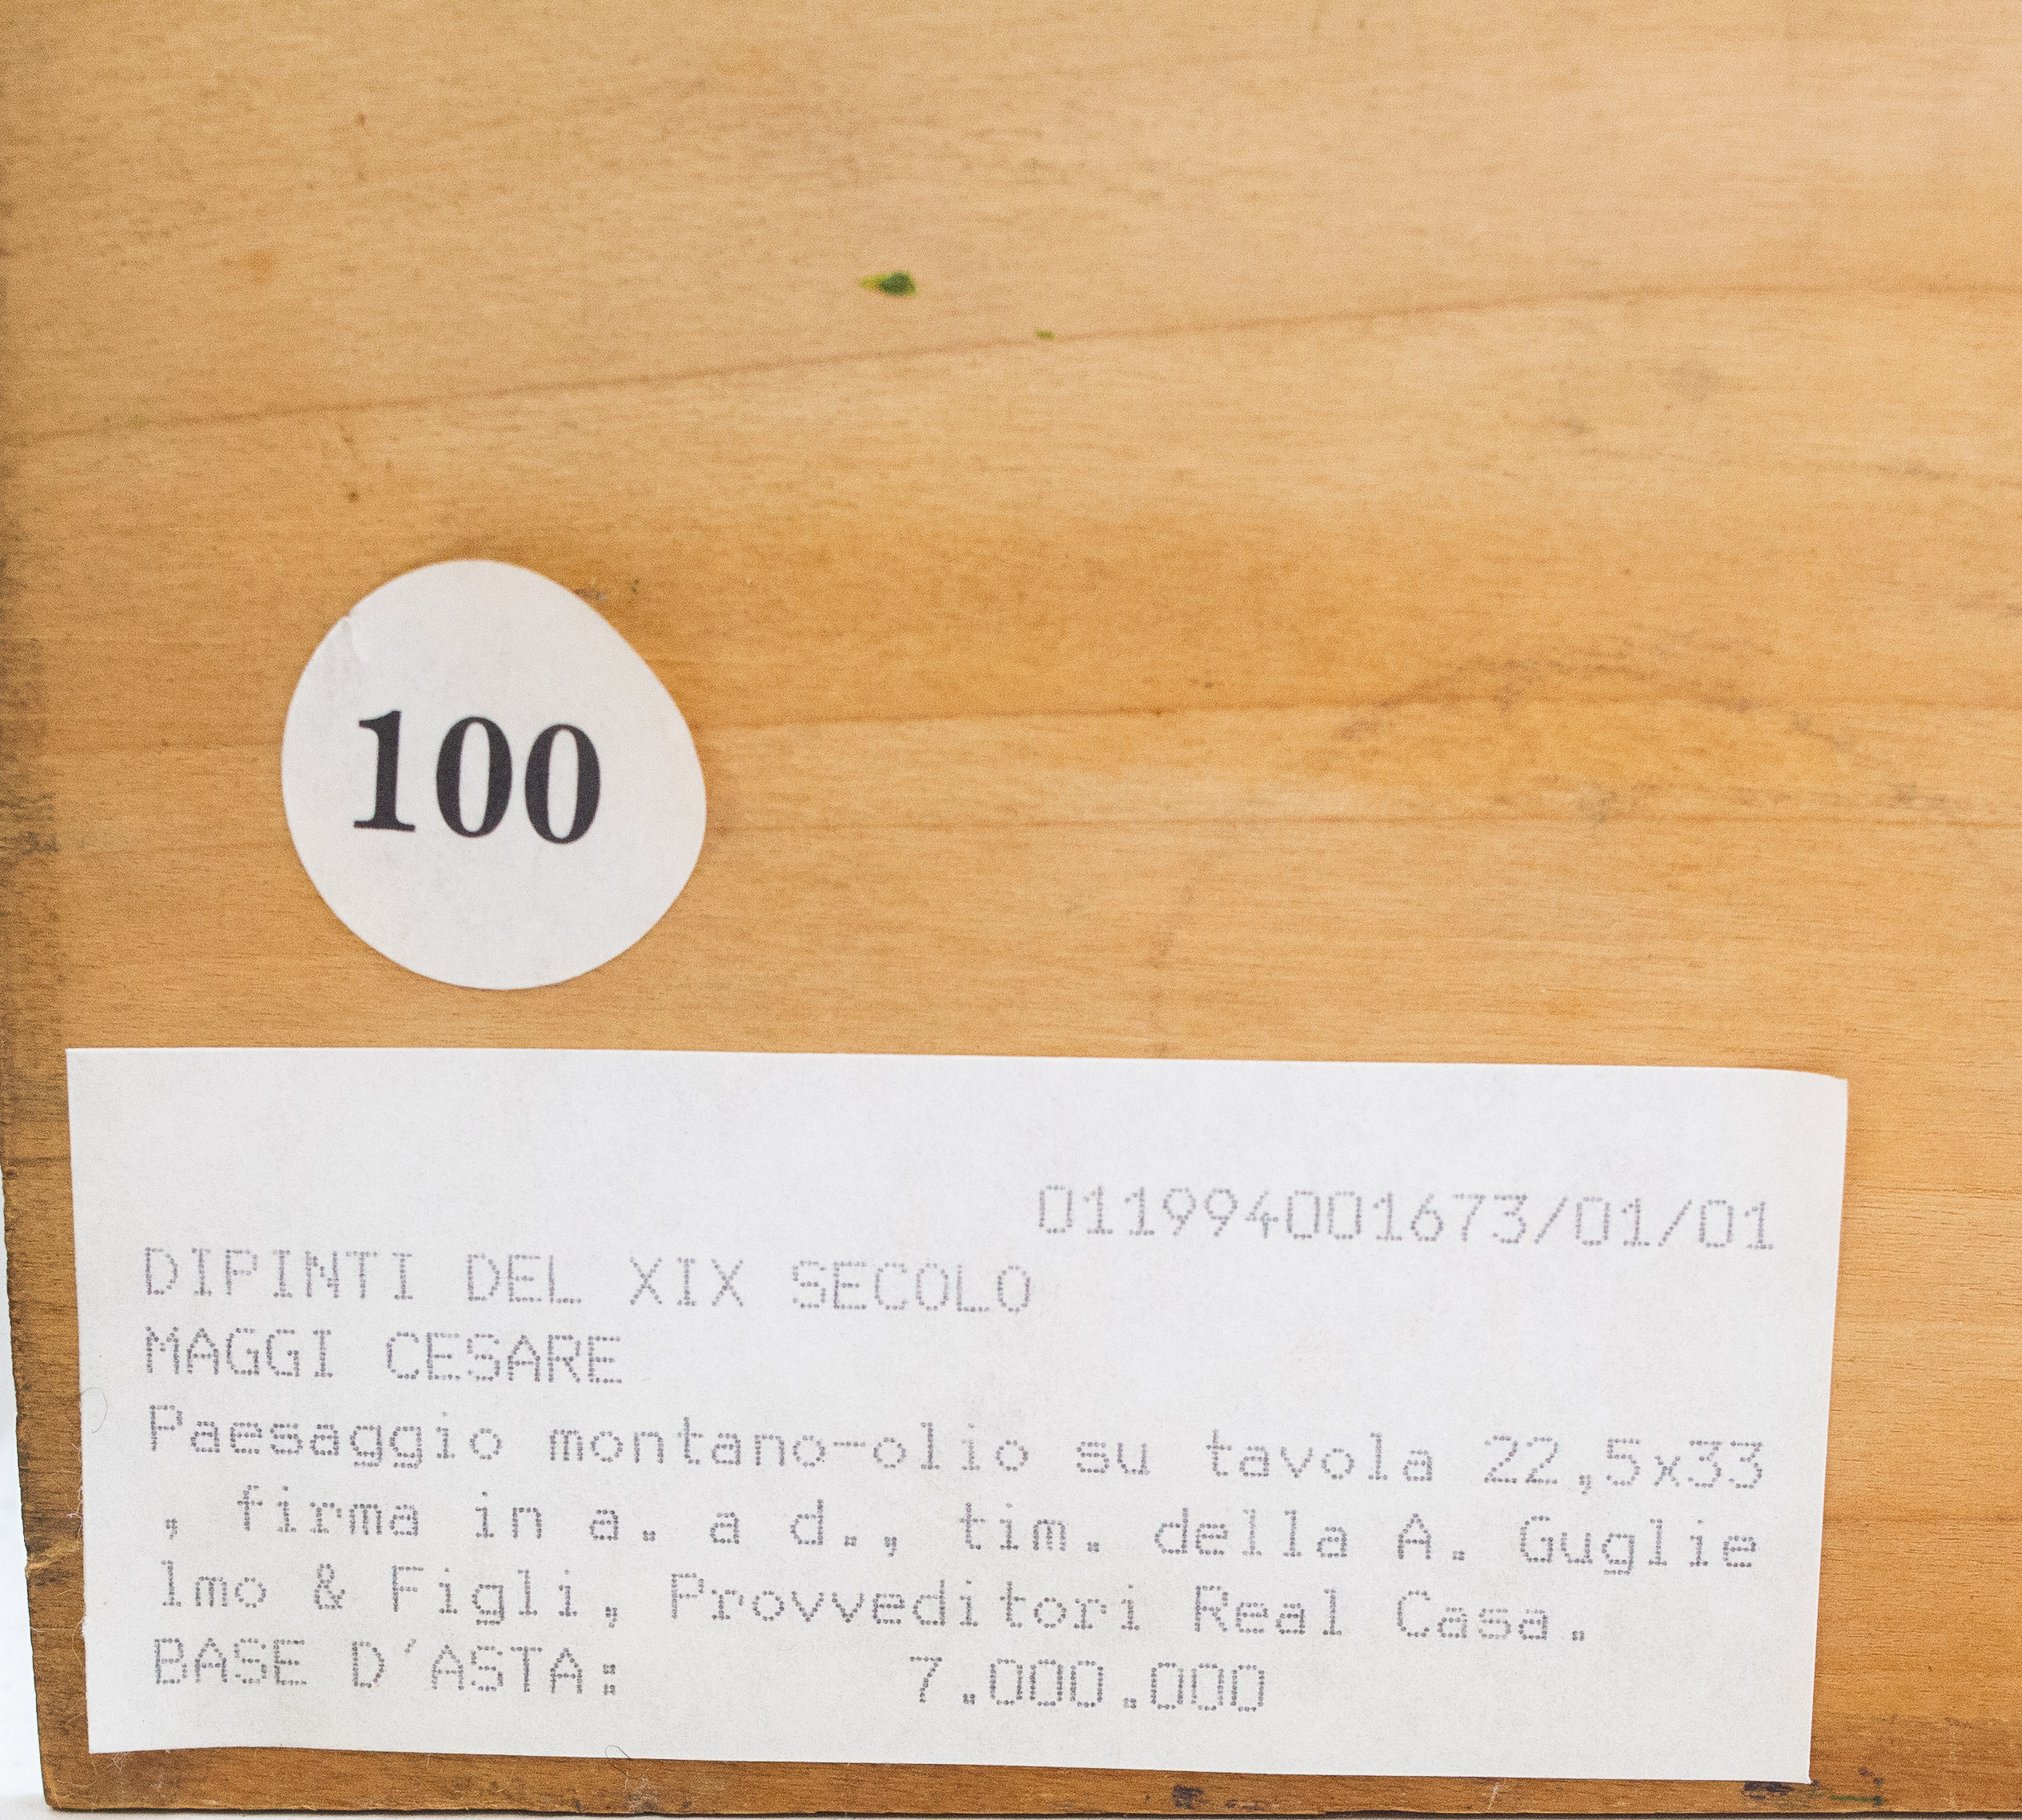 100
011994001673/01/01
DIPINTI DEL XIX SECOLO
MAGGI CESARE
Paesaggio montano-olio su tavola 22,5x33
, firma in a. a d., tim. della A. Guglie
lmo & Figli, Provveditori Real Casa.
BASE D'ASTA: 7.000.000